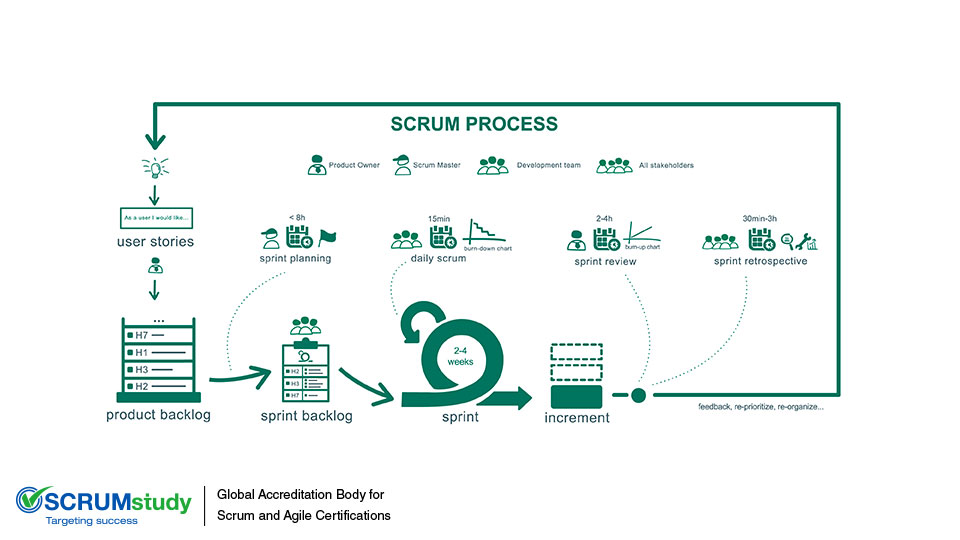 SCRUM PROCESS
Product Owner
Scrum Master
Development team
All stakeholders
As a user I would like...
user stories
< 8h
sprint planning
15min
burn-down chart
daily scrum
2-4h
burn-up chart
sprint review
30min-3h
sprint retrospective
...
H7
H1
H3
H2
product backlog
H2
H3
H7
sprint backlog
2-4
weeks
sprint
increment
feedback, re-prioritize, re-organize...
SCRUMstudy
Targeting success
Global Accreditation Body for
Scrum and Agile Certifications